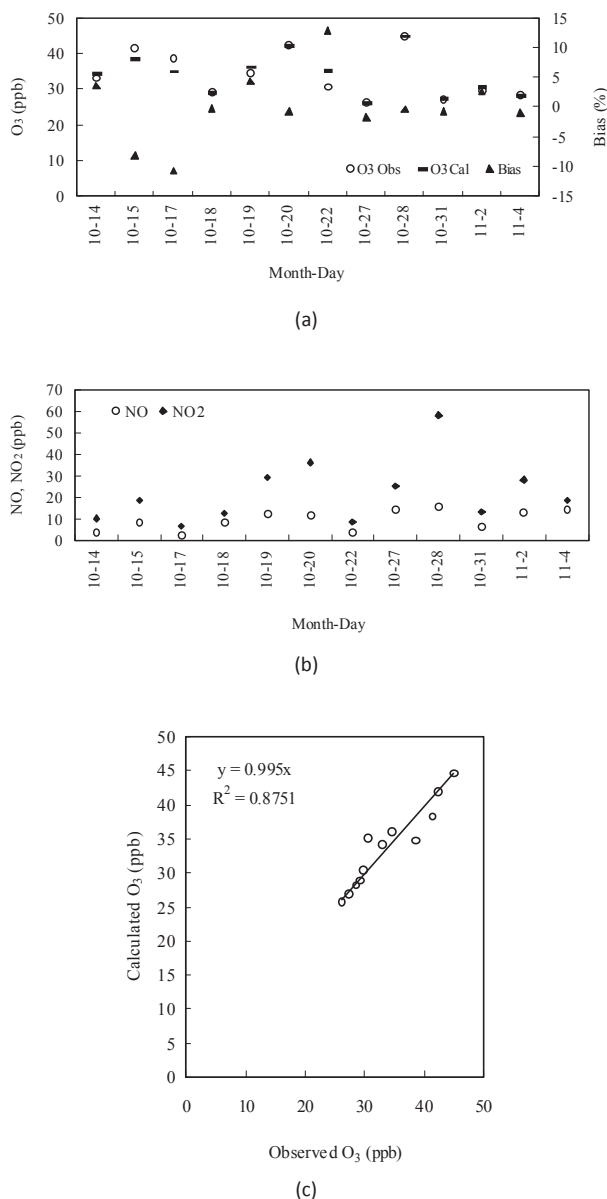 50
40
30
20
10
0
O3 (ppb)
15
10
5
0
-5
-10
-15
Bias (%)
O3 Obs O3 Cal Bias
10-14 10-15 10-17 10-18 10-19 10-20 10-22 10-27 10-28 10-31 11-2 11-4
Month-Day
(a)
70
60
50
40
30
20
10
0
NO, NO2 (ppb)
NO NO2
10-14 10-15 10-17 10-18 10-19 10-20 10-22 10-27 10-28 10-31 11-2 11-4
Month-Day
(b)
50
45
40
35
30
25
20
15
10
5
0
Calculated O3 (ppb)
y = 0.995x
R2 = 0.8751
0 10 20 30 40 50
Observed O3 (ppb)
(c)